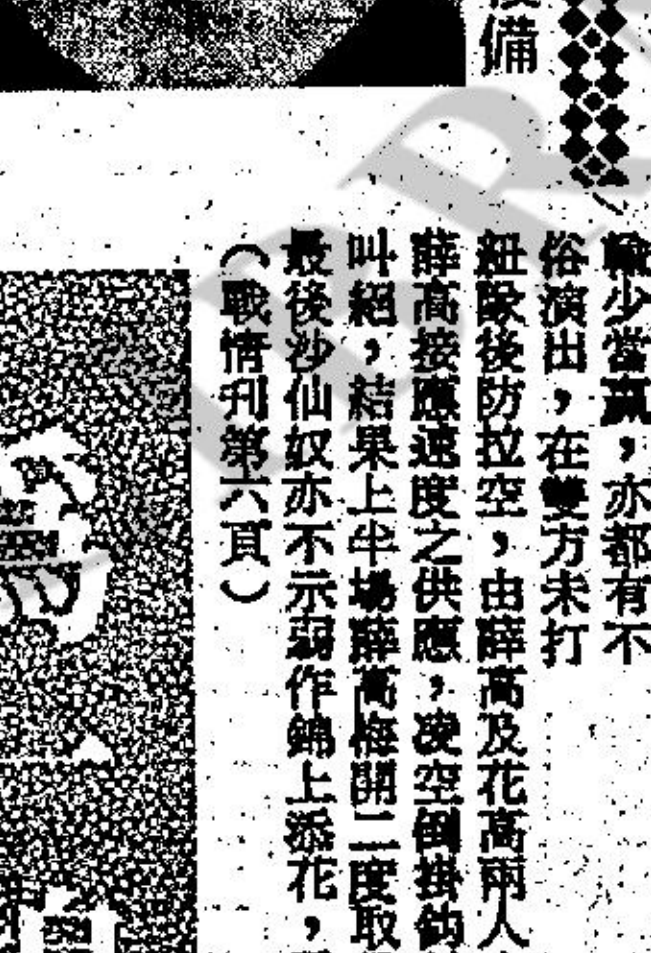 後備
輸少當贏，亦都有不
俗演出，在雙方未打
紐隊後防拉空，由薛高及花高兩人
薛高接應速度之供應，凌空倒掛鈎
叫絕，結果上半場薛高梅開二度取
最後沙仙奴亦不示弱作錦上添花，
（戰情刊第六頁）